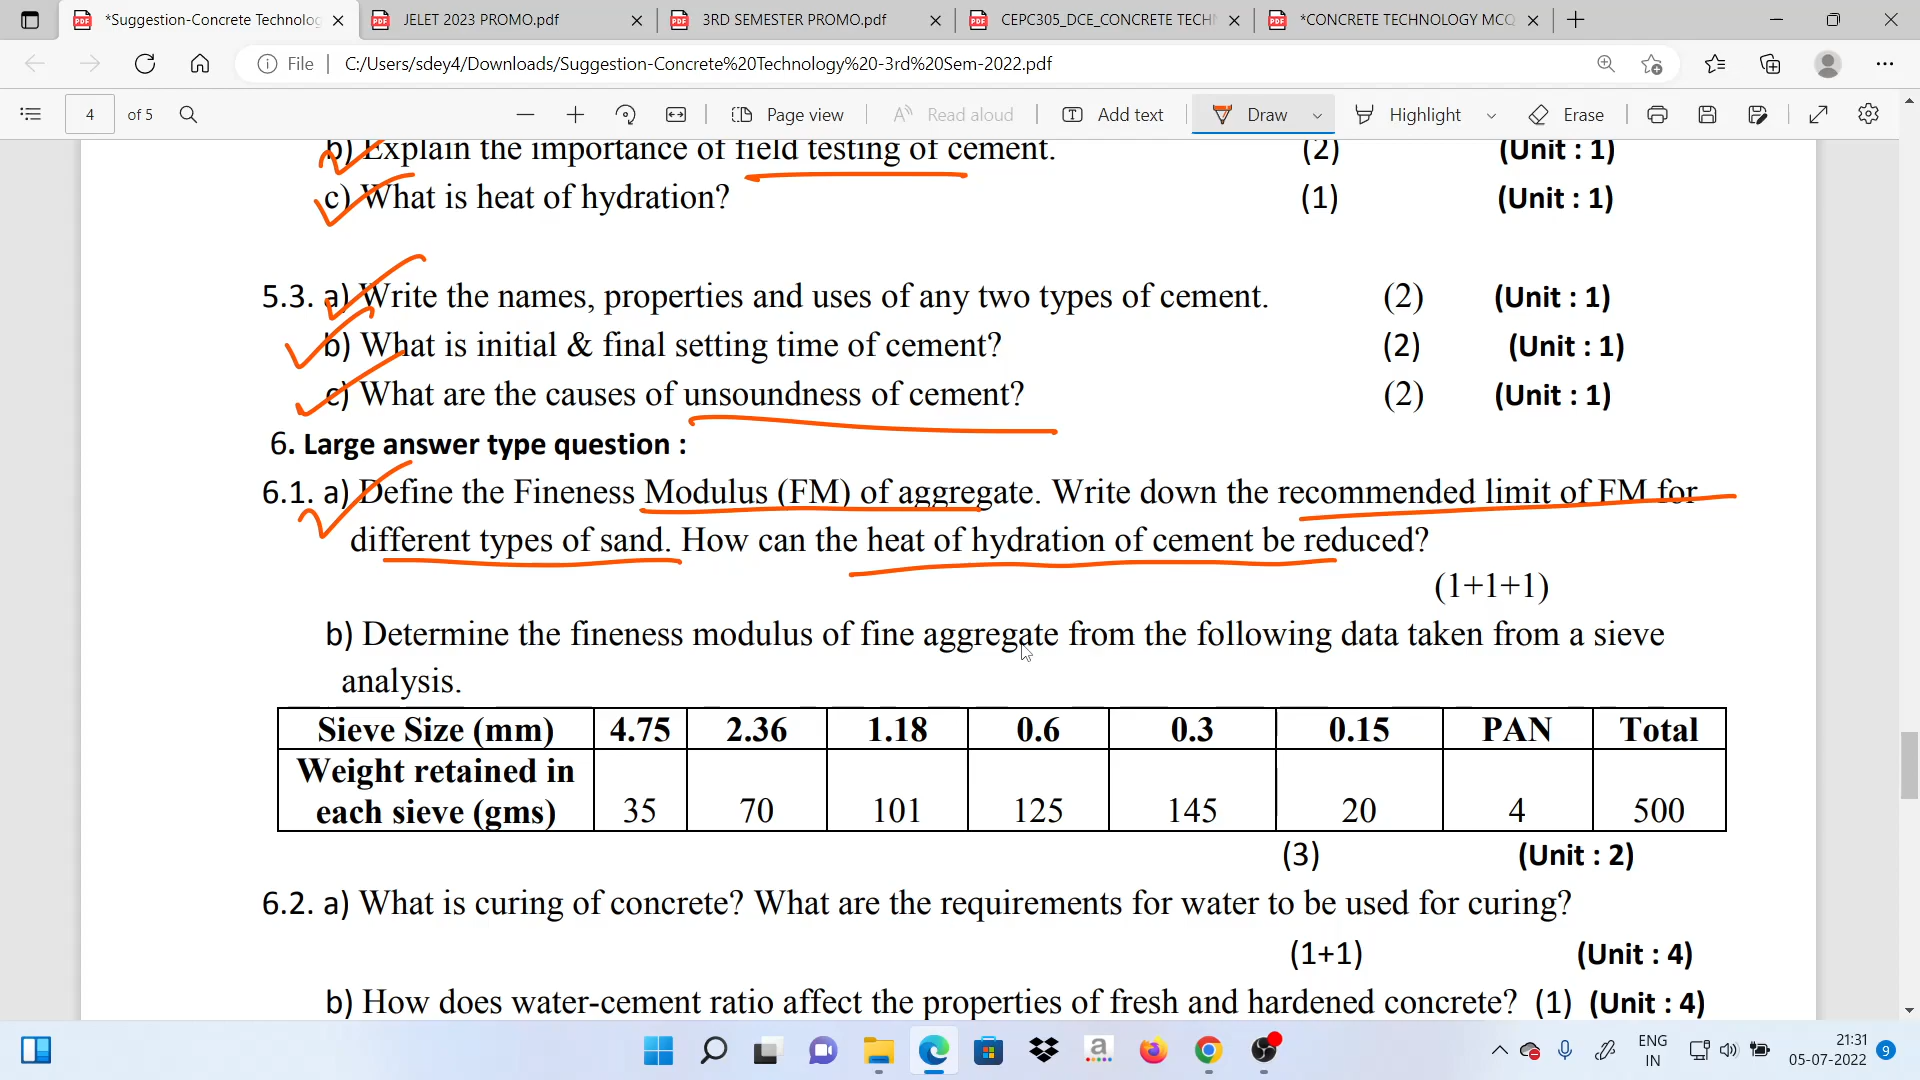 *Suggestion-Concrete Technolog
JELET 2023 PROMO.pdf
3RD SEMESTER PROMO.pdf
CEPC305_DCE_CONCRETE TECH
*CONCRETE TECHNOLOGY MCQ
File C:/Users/sdey4/Downloads/Suggestion-Concrete%20Technology%20-3rd%20Sem-2022.pdf
4 of 5 Page view Read aloud Add text Draw Highlight Erase
b) Explain the importance of field testing of cement. (2) (Unit : 1)
c) What is heat of hydration? (1) (Unit : 1)
5.3. a) Write the names, properties and uses of any two types of cement. (2) (Unit : 1)
b) What is initial & final setting time of cement? (2) (Unit : 1)
c) What are the causes of unsoundness of cement? (2) (Unit : 1)
6. Large answer type question :
6.1. a) Define the Fineness Modulus (FM) of aggregate. Write down the recommended limit of FM for
different types of sand. How can the heat of hydration of cement be reduced?
(1+1+1)
b) Determine the fineness modulus of fine aggregate from the following data taken from a sieve
analysis.
Sieve Size (mm) 4.75 2.36 1.18 0.6 0.3 0.15 PAN Total
Weight retained in
each sieve (gms) 35 70 101 125 145 20 4 500
(3) (Unit : 2)
6.2. a) What is curing of concrete? What are the requirements for water to be used for curing?
(1+1) (Unit : 4)
b) How does water-cement ratio affect the properties of fresh and hardened concrete? (1) (Unit : 4)
ENG
IN
21:31
05-07-2022
9